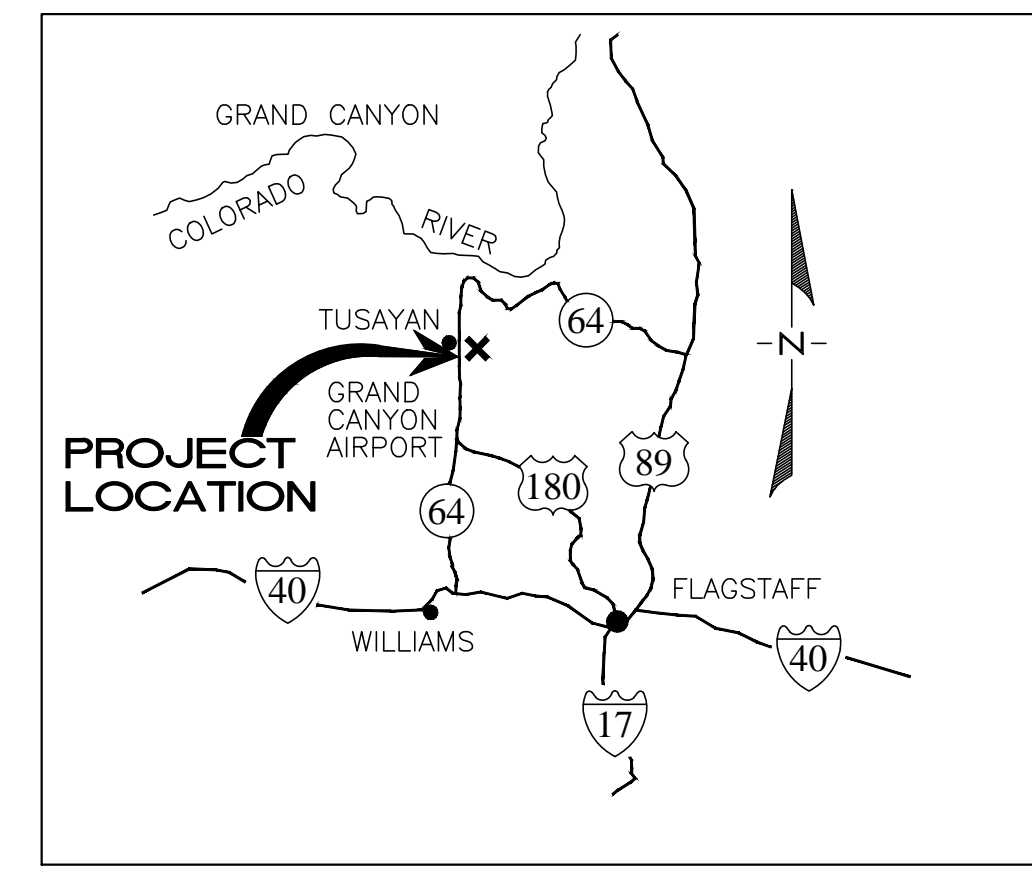 GRAND CANYON
COLORADO
RIVER
TUSAYAN
64
GRAND
CANYON
AIRPORT
N
PROJECT
LOCATION
89
180
64
40
FLAGSTAFF
WILLIAMS
40
17